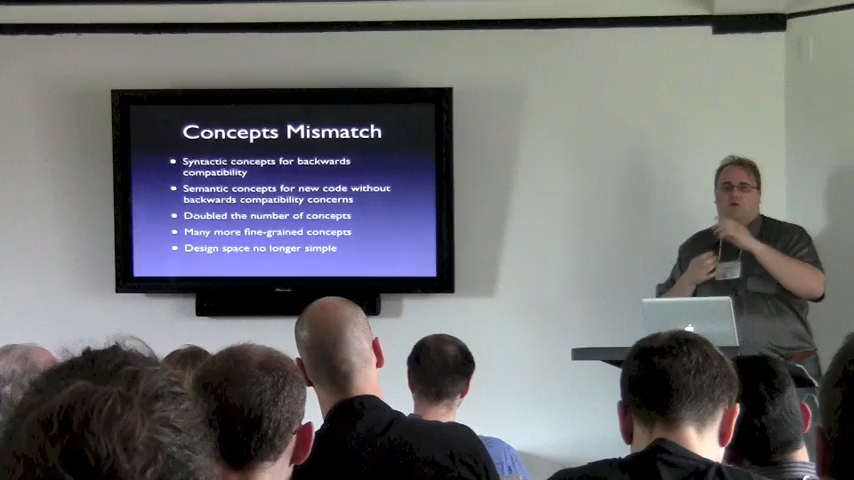 Concepts Mismatch
• Syntactic concepts for backwards
compatibility
• Semantic concepts for new code without
backwards compatibility concerns
• Doubled the number of concepts
• Many more fine-grained concepts
• Design space no longer simple